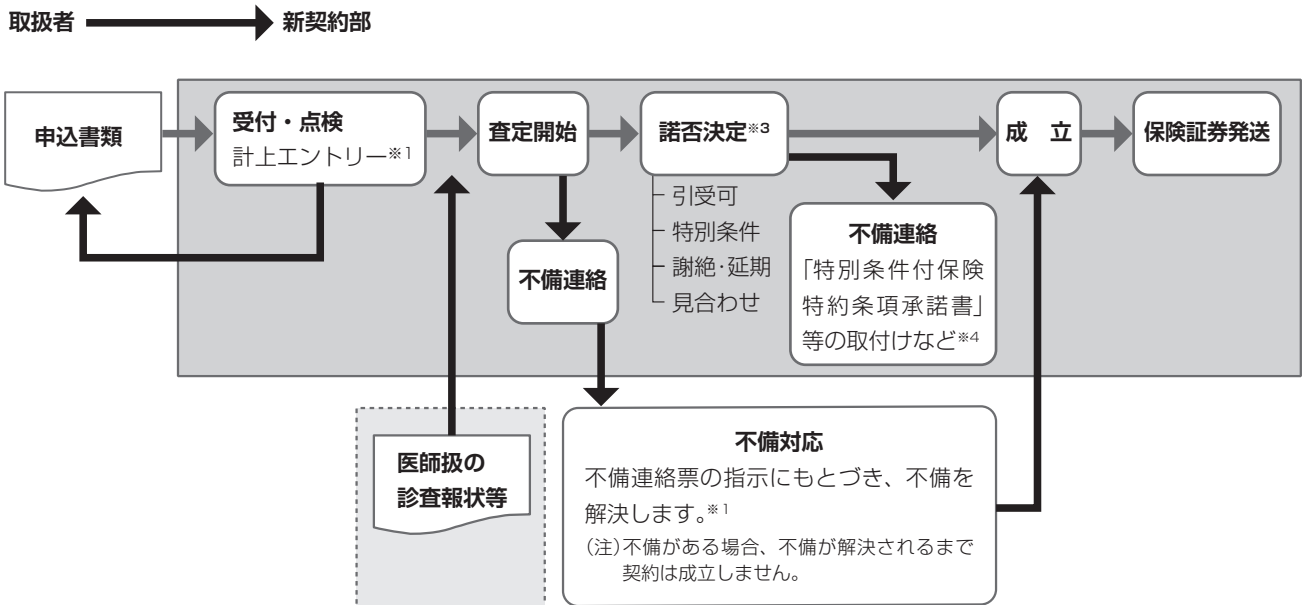 取扱者 新契約部
申込書類
受付・点検
計上エントリー※1
査定開始
諾否決定※3
成 立
保険証券発送
引受可
特別条件
謝絶・延期
見合わせ
不備連絡
不備連絡
「特別条件付保険
特約条項承諾書」
等の取付けなど※4
医師扱の
診査報状等
不備対応
不備連絡票の指示にもとづき、不備を
解決します。※1
(注)不備がある場合、不備が解決されるまで
契約は成立しません。